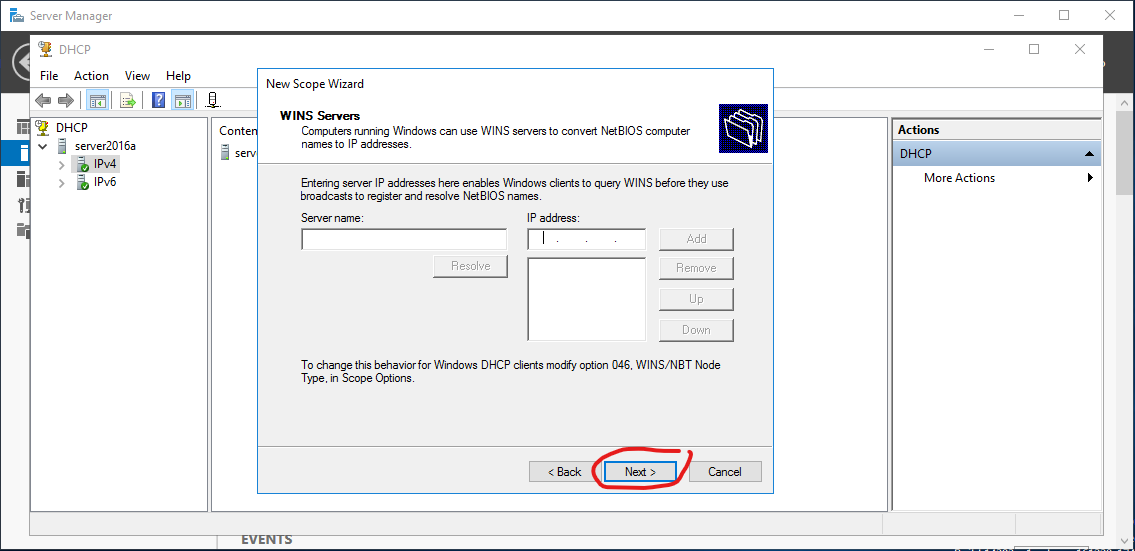 Server Manager
DHCP
File Action View Help
DHCP
server2016a
IPv4
IPv6
Conten
serv
New Scope Wizard
WINS Servers
Computers running Windows can use WINS servers to convert NetBIOS computer
names to IP addresses.
Entering server IP addresses here enables Windows clients to query WINS before they use
broadcasts to register and resolve NetBIOS names.
Server name:
IP address:
. . .
Add
Resolve
Remove
Up
Down
To change this behavior for Windows DHCP clients modify option 046, WINS/NBT Node
Type, in Scope Options.
< Back
Next >
Cancel
Actions
DHCP
More Actions
EVENTS